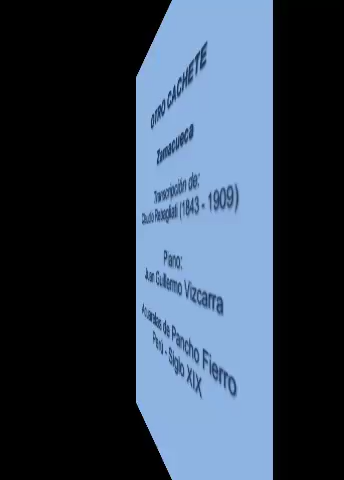 OTRO CACHETE
Zamacueca
Transcripción de:
Claudio Rebagliati (1843 - 1909)
Piano:
Juan Guillermo Vizcarra
Acuarelas de Pancho Fierro
Perú - Siglo XIX